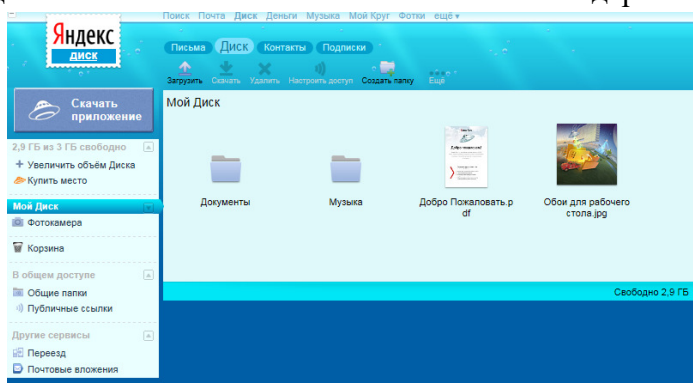 Поиск Почта Диск Деньги Музыка Мой Круг Фотки ещё
Яндекс
диск
Письма Диск Контакты Подписки
Загрузить Скачать Удалить Настроить доступ Создать папку Ещё
Скачать
приложение
Мой Диск
2,9 ГБ из 3 ГБ свободно
+ Увеличить объём Диска
Купить место
Мой Диск
Фотокамера
Корзина
В общем доступе
Общие папки
Публичные ссылки
Другие сервисы
Переезд
Почтовые вложения
Документы
Музыка
Добро Пожаловать.p
df
Обои для рабочего
стола.jpg
Свободно 2,9 ГБ